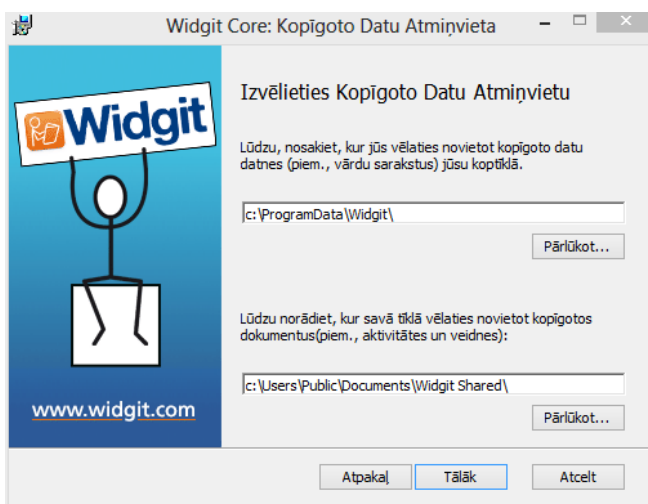 Widgit Core: Kopīgoto Datu Atmiņvieta
Widgit
Izvēlieties Kopīgoto Datu Atmiņvietu
Lūdzu, nosakiet, kur jūs vēlaties novietot kopīgoto datu
datnes (piem., vārdu sarakstus) jūsu koptīklā.
c:\ProgramData\Widgit\
Pārlūkot...
Lūdzu norādiet, kur savā tīklā vēlaties novietot kopīgotos
dokumentus(piem., aktivitātes un veidnes):
c:\Users\Public\Documents\Widgit Shared\
Pārlūkot...
www.widgit.com
Atpakaļ
Tālāk
Atcelt